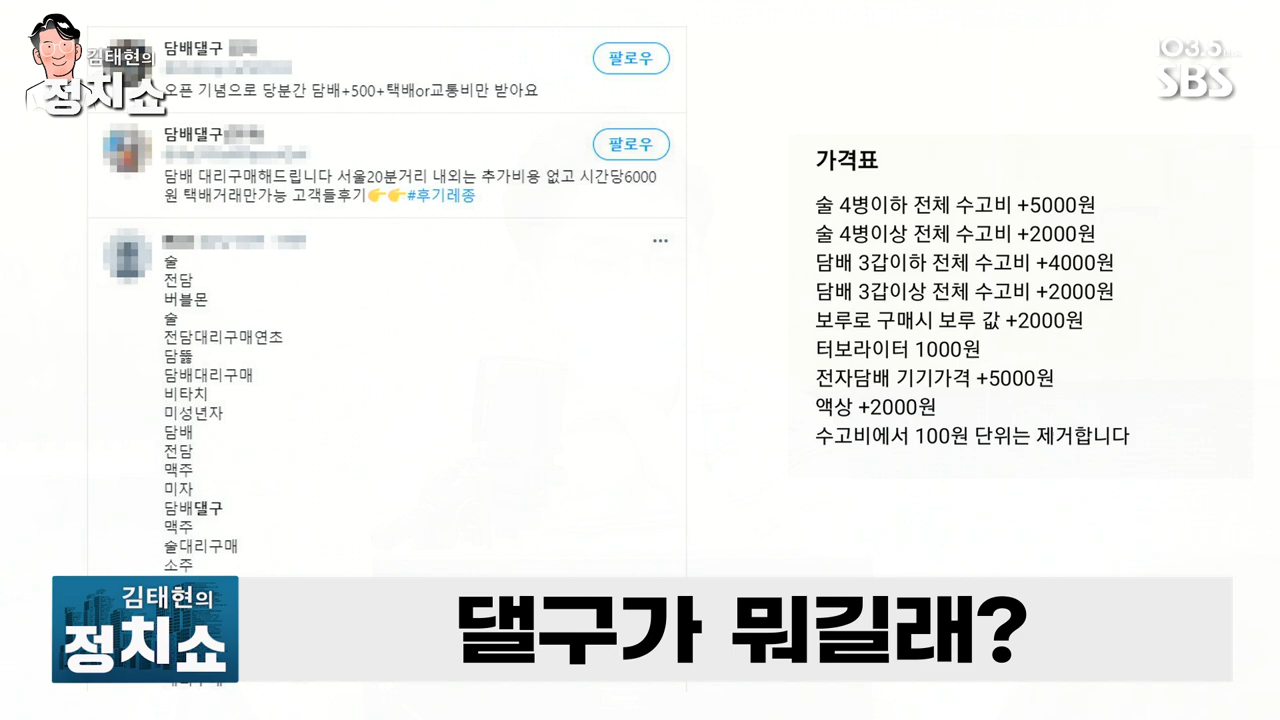 김태현의
정치쇼
103.5
SBS
담배댈구
팔로우
오픈 기념으로 당분간 담배+500+택배or교통비만 받아요
담배댈구
팔로우
담배 대리구매해드립니다 서울20분거리 내외는 추가비용 없고 시간당6000
원 택배거래만가능 고객들후기👉👉#후기레종
술
전담
버블몬
술
전담대리구매연초
담뚫
담배대리구매
비타치
미성년자
담배
전담
맥주
미자
담배댈구
맥주
술대리구매
소주
가격표
술 4병이하 전체 수고비 +5000원
술 4병이상 전체 수고비 +2000원
담배 3갑이하 전체 수고비 +4000원
담배 3갑이상 전체 수고비 +2000원
보루로 구매시 보루 값 +2000원
터보라이터 1000원
전자담배 기기가격 +5000원
액상 +2000원
수고비에서 100원 단위는 제거합니다
김태현의
정치쇼
댈구가 뭐길래?